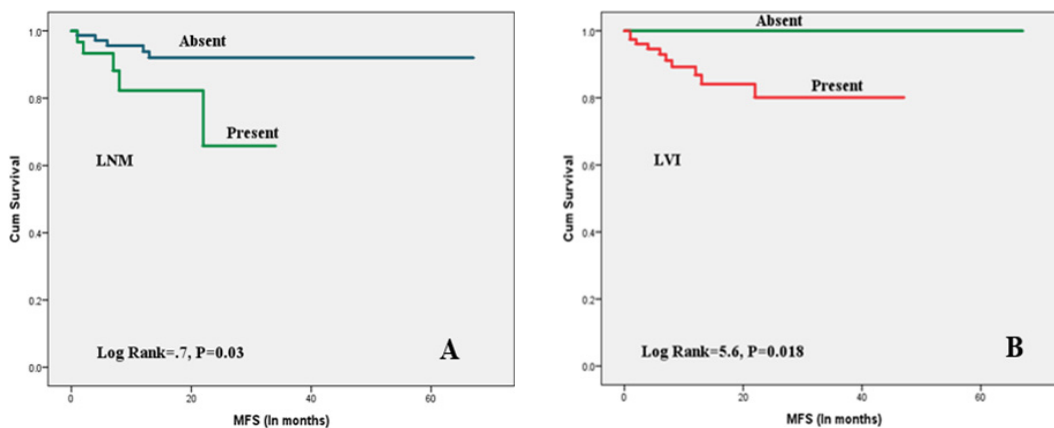 1.0
0.8
0.6
0.4
0.2
0.0
Cum Survival
Absent
Present
LNM
Log Rank=.7, P=0.03
A
0
20
40
60
MFS (In months)
1.0
0.8
0.6
0.4
0.2
0.0
Cum Survival
Absent
Present
LVI
Log Rank=5.6, P=0.018
B
0
20
40
60
MFS (In months)